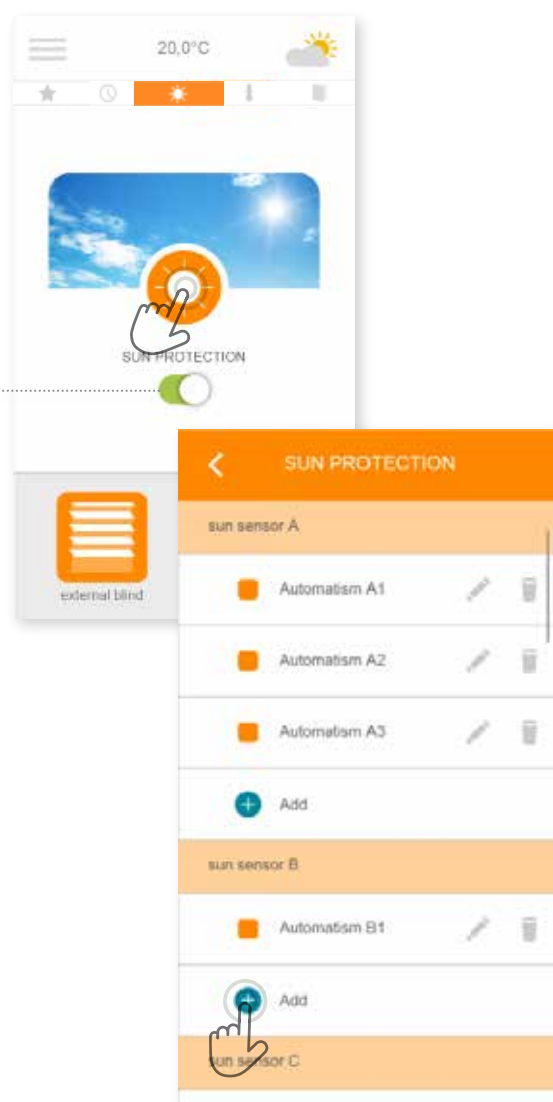 20,0°C
SUN PROTECTION
external blind
SUN PROTECTION
sun sensor A
Automatism A1
Automatism A2
Automatism A3
Add
sun sensor B
Automatism B1
Add
sun sensor C